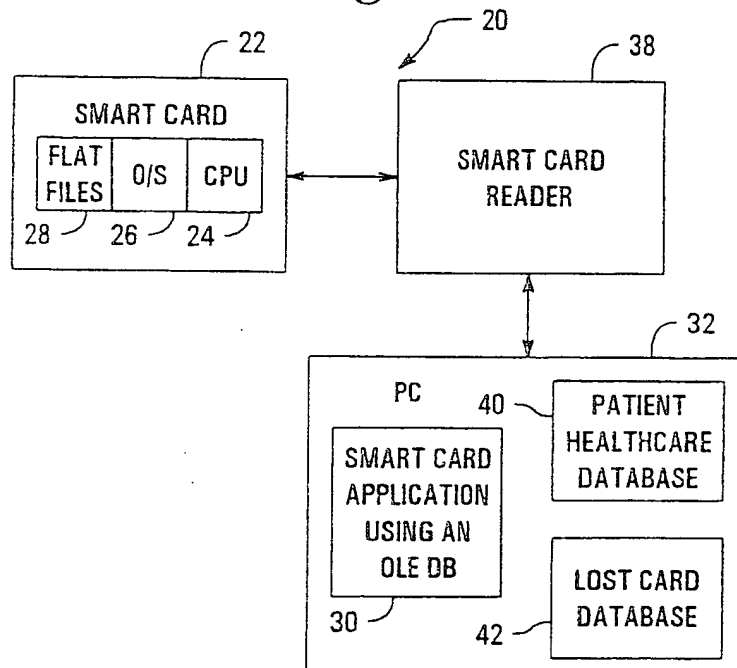 20
22
38
SMART CARD
FLAT
FILES
O/S
CPU
28
26
24
SMART CARD
READER
32
PC
40
PATIENT
HEALTHCARE
DATABASE
SMART CARD
APPLICATION
USING AN
OLE DB
30
LOST CARD
DATABASE
42